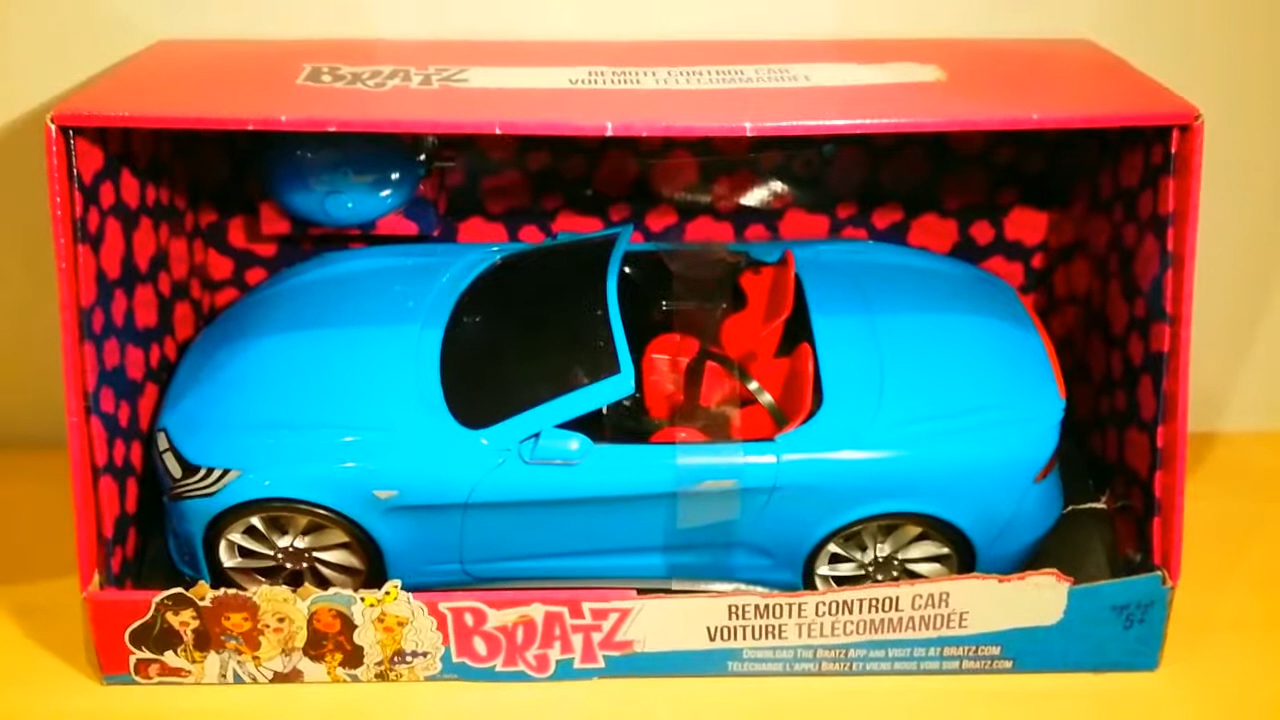 BRATZ
REMOTE CONTROL CAR
VOITURE TÉLÉCOMMANDÉE
BRATZ
REMOTE CONTROL CAR
VOITURE TÉLÉCOMMANDÉE
DOWNLOAD THE BRATZ APP AND VISIT US AT BRATZ.COM
TÉLÉCHARGE L'APPLI BRATZ ET VIENS NOUS VOIR SUR BRATZ.COM
5+